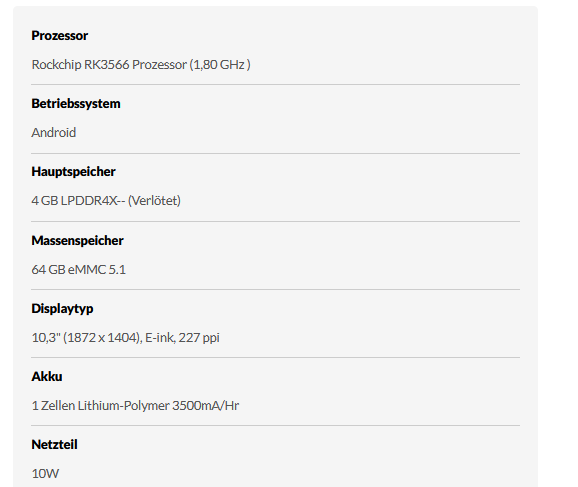 Prozessor
Rockchip RK3566 Prozessor (1,80 GHz )
Betriebssystem
Android
Hauptspeicher
4 GB LPDDR4X-- (Verlötet)
Massenspeicher
64 GB eMMC 5.1
Displaytyp
10,3" (1872 x 1404), E-ink, 227 ppi
Akku
1 Zellen Lithium-Polymer 3500mA/Hr
Netzteil
10W